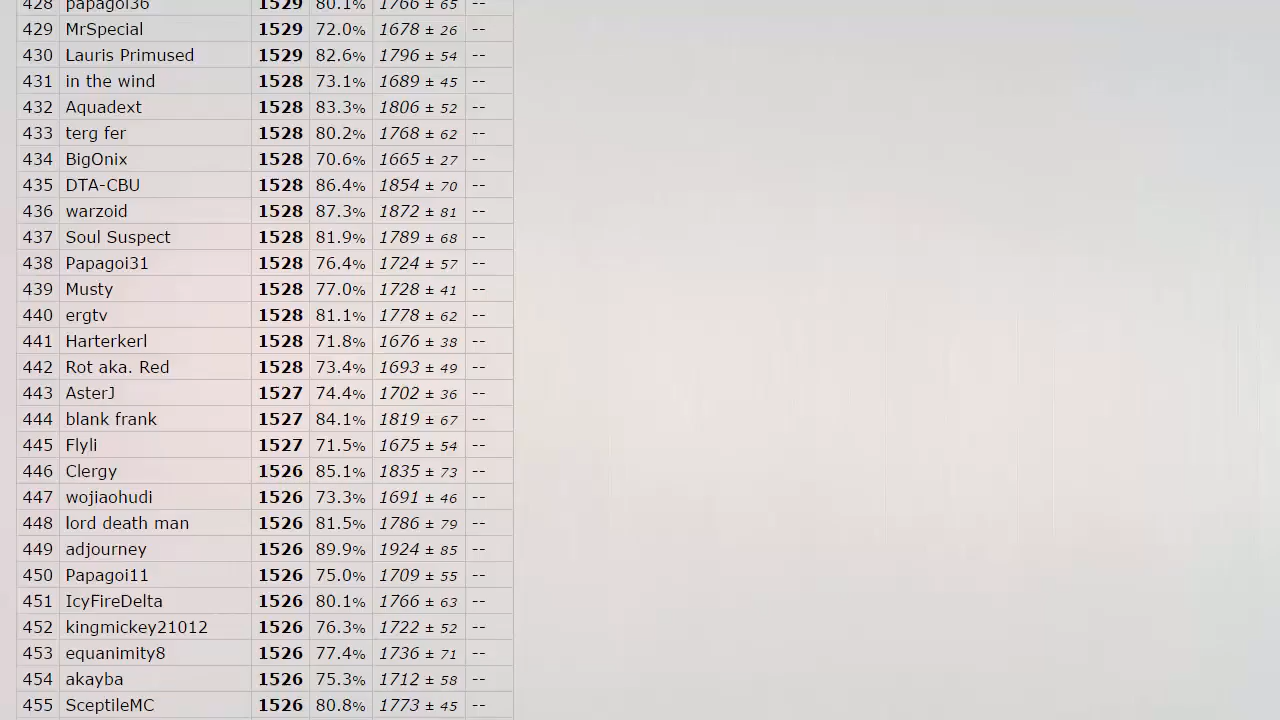 428 papagoi36 1529 80.1% 1766 ± 65 --
429 MrSpecial 1529 72.0% 1678 ± 26 --
430 Lauris Primused 1529 82.6% 1796 ± 54 --
431 in the wind 1528 73.1% 1689 ± 45 --
432 Aquadext 1528 83.3% 1806 ± 52 --
433 terg fer 1528 80.2% 1768 ± 62 --
434 BigOnix 1528 70.6% 1665 ± 27 --
435 DTA-CBU 1528 86.4% 1854 ± 70 --
436 warzoid 1528 87.3% 1872 ± 81 --
437 Soul Suspect 1528 81.9% 1789 ± 68 --
438 Papagoi31 1528 76.4% 1724 ± 57 --
439 Musty 1528 77.0% 1728 ± 41 --
440 ergtv 1528 81.1% 1778 ± 62 --
441 Harterkerl 1528 71.8% 1676 ± 38 --
442 Rot aka. Red 1528 73.4% 1693 ± 49 --
443 AsterJ 1527 74.4% 1702 ± 36 --
444 blank frank 1527 84.1% 1819 ± 67 --
445 Flyli 1527 71.5% 1675 ± 54 --
446 Clergy 1526 85.1% 1835 ± 73 --
447 wojiaohudi 1526 73.3% 1691 ± 46 --
448 lord death man 1526 81.5% 1786 ± 79 --
449 adjourney 1526 89.9% 1924 ± 85 --
450 Papagoi11 1526 75.0% 1709 ± 55 --
451 IcyFireDelta 1526 80.1% 1766 ± 63 --
452 kingmickey21012 1526 76.3% 1722 ± 52 --
453 equanimity8 1526 77.4% 1736 ± 71 --
454 akayba 1526 75.3% 1712 ± 58 --
455 SceptileMC 1526 80.8% 1773 ± 45 --